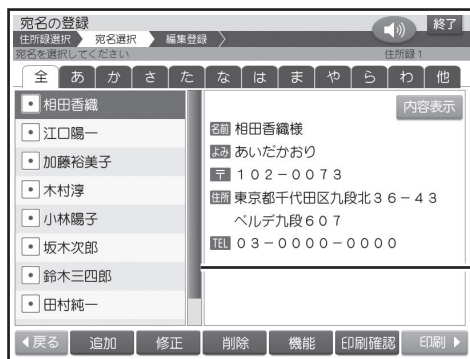 宛名の登録
終了
住所録選択 宛名選択 編集登録
宛名を選択してください 住所録1
全 あ か さ た な は ま や ら わ 他
相田香織
江口陽一
加藤裕美子
木村淳
小林陽子
坂木次郎
鈴木三四郎
田村純一
内容表示
名前 相田香織様
よみ あいだかおり
〒 102-0073
住所 東京都千代田区九段北36-43
ベルデ九段607
TEL 03-0000-0000
戻る 追加 修正 削除 機能 印刷確認 印刷